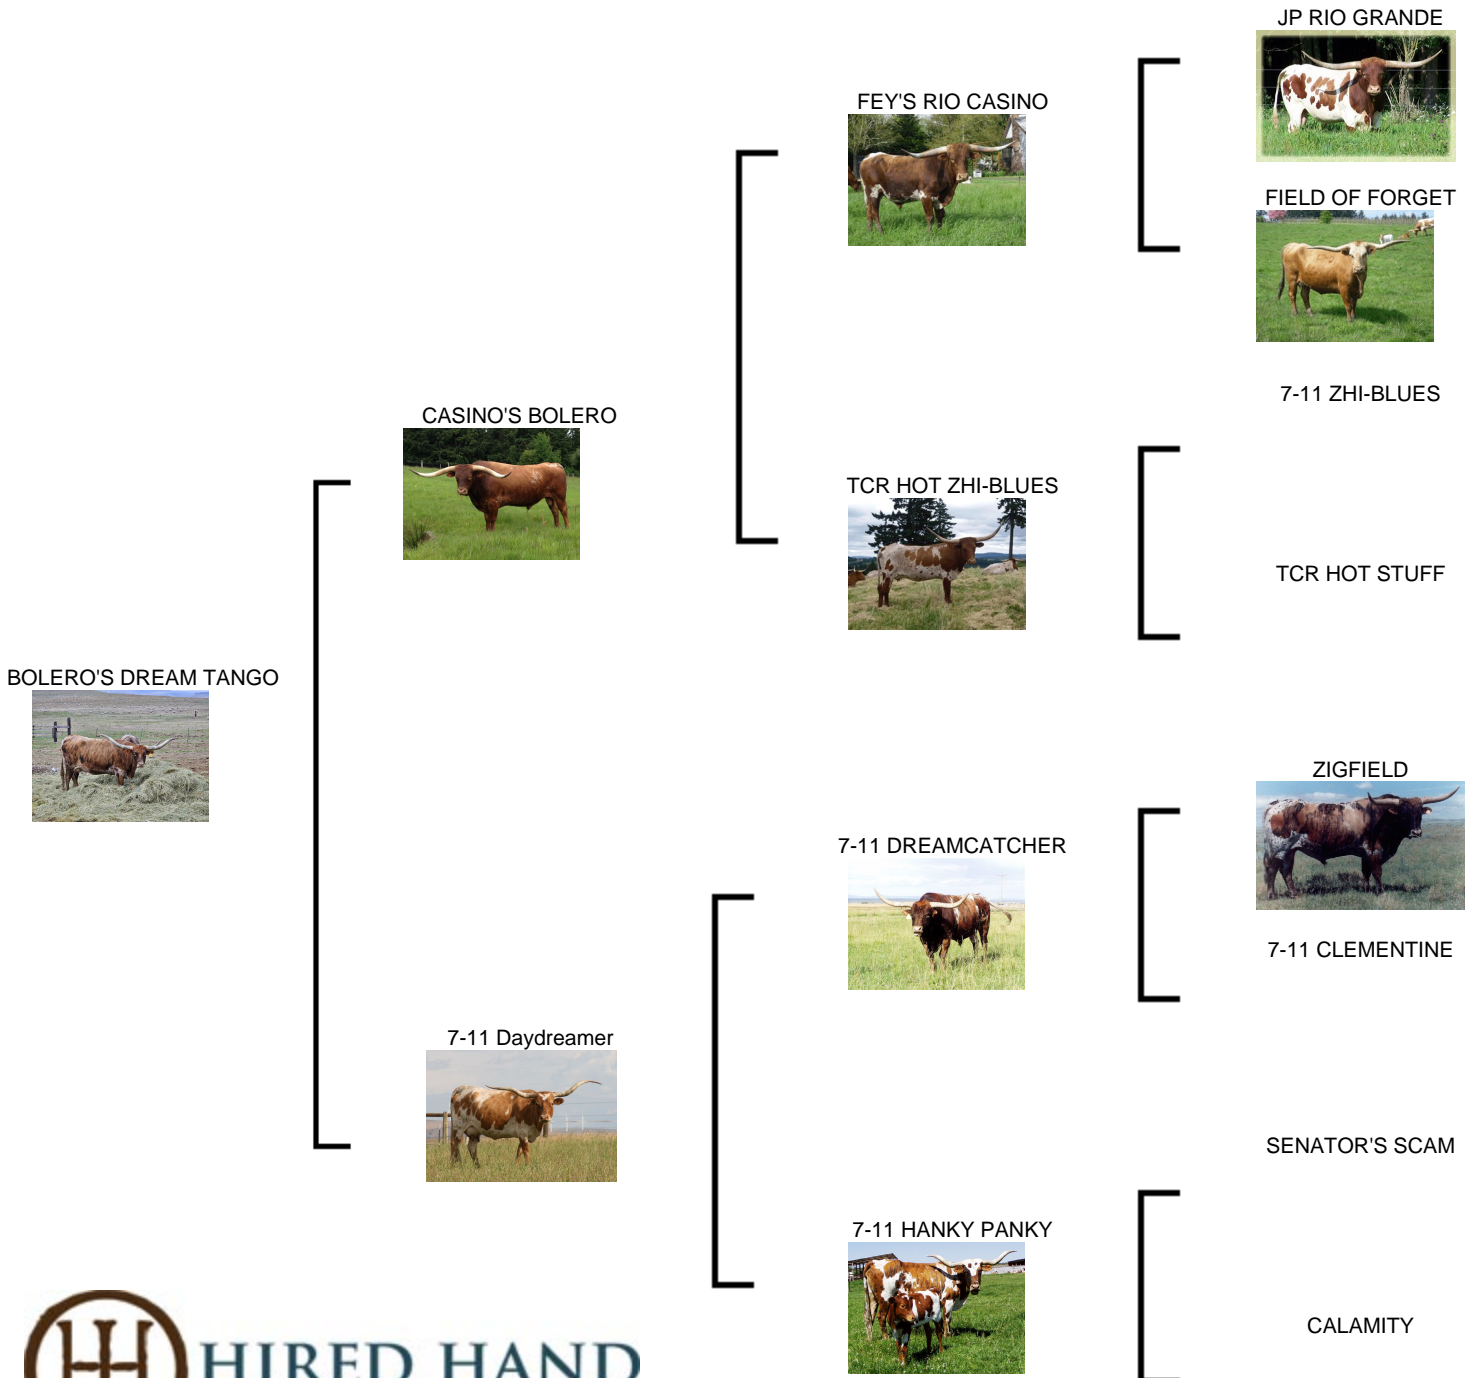 JP RIO GRANDE
FEY'S RIO CASINO
FIELD OF FORGET
7-11 ZHI-BLUES
CASINO'S BOLERO
TCR HOT ZHI-BLUES
TCR HOT STUFF
BOLERO'S DREAM TANGO
ZIGFIELD
7-11 DREAMCATCHER
7-11 CLEMENTINE
7-11 Daydreamer
SENATOR'S SCAM
7-11 HANKY PANKY
CALAMITY
HIRED HAND